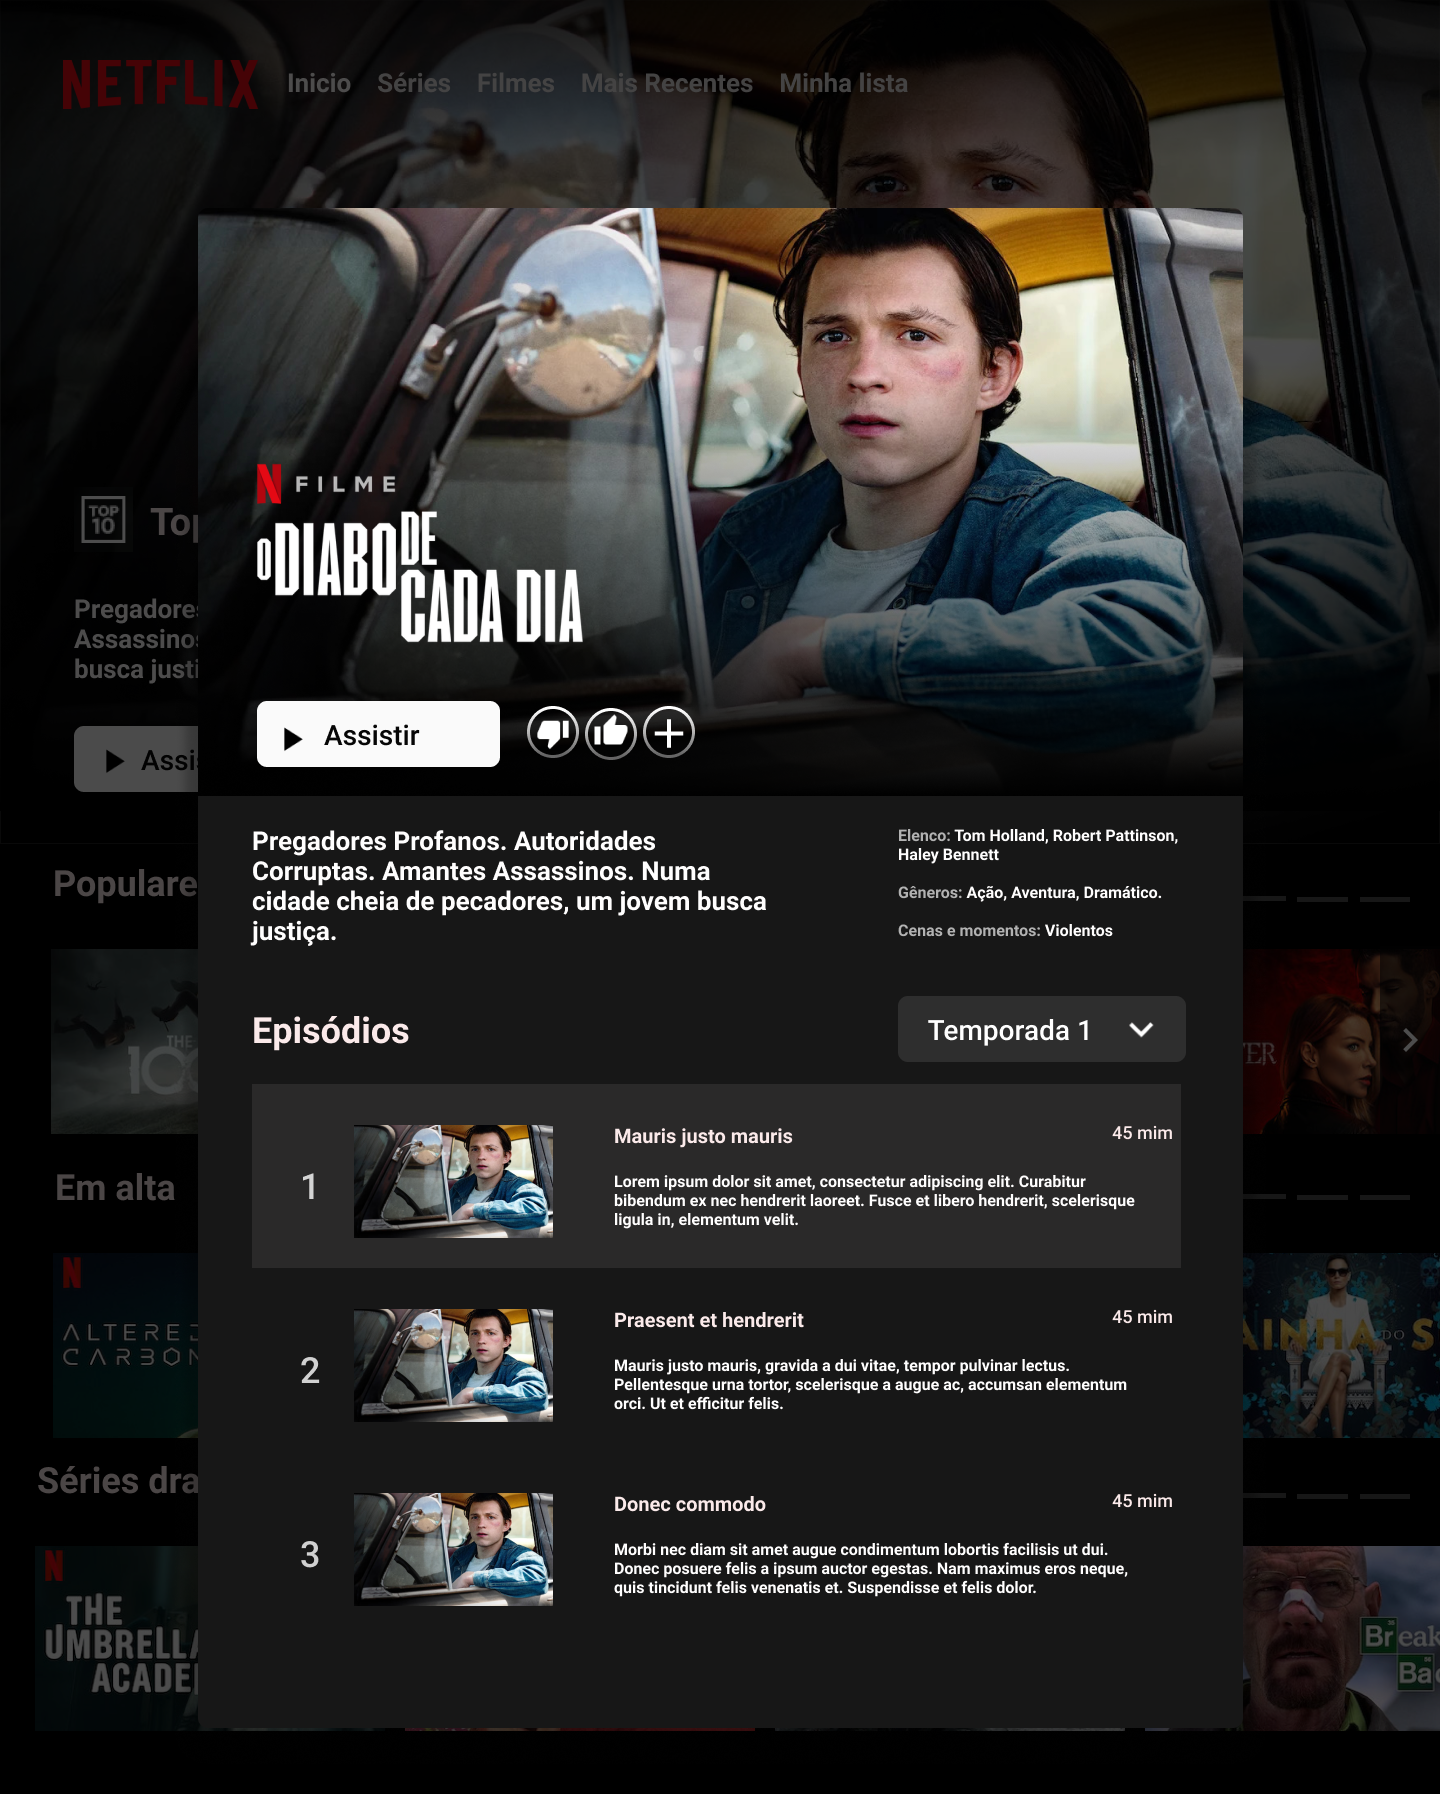 NETFLIX Inicio Séries Filmes Mais Recentes Minha lista
N FILME
O DIABO DE
CADA DIA
TOP
10
Top
Pregadores
Assassinos
busca justi
Assis
Assistir
Pregadores Profanos. Autoridades
Corruptas. Amantes Assassinos. Numa
cidade cheia de pecadores, um jovem busca
justiça.
Elenco: Tom Holland, Robert Pattinson,
Haley Bennett
Gêneros: Ação, Aventura, Dramático.
Cenas e momentos: Violentos
Populare
THE
100
Episódios
Temporada 1
1
Mauris justo mauris
45 mim
Lorem ipsum dolor sit amet, consectetur adipiscing elit. Curabitur
bibendum ex nec hendrerit laoreet. Fusce et libero hendrerit, scelerisque
ligula in, elementum velit.
Em alta
N
ALTERED
CARBON
2
Praesent et hendrerit
45 mim
Mauris justo mauris, gravida a dui vitae, tempor pulvinar lectus.
Pellentesque urna tortor, scelerisque a augue ac, accumsan elementum
orci. Ut et efficitur felis.
AINHA DO S
Séries dra
3
Donec commodo
45 mim
Morbi nec diam sit amet augue condimentum lobortis facilisis ut dui.
Donec posuere felis a ipsum auctor egestas. Nam maximus eros neque,
quis tincidunt felis venenatis et. Suspendisse et felis dolor.
N
THE
UMBRELLA
ACADE
Break
Bad